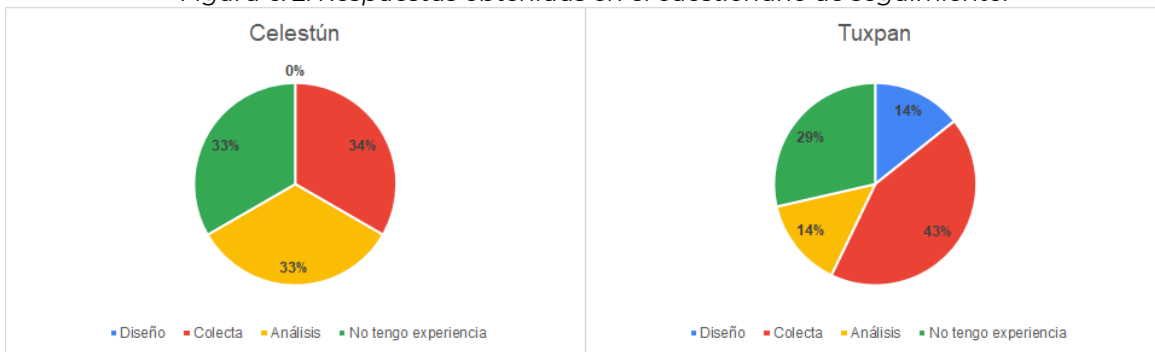 Celestún
0%
34%
33%
33%
Diseño Colecta Análisis No tengo experiencia
Tuxpan
14%
43%
14%
29%
Diseño Colecta Análisis No tengo experiencia